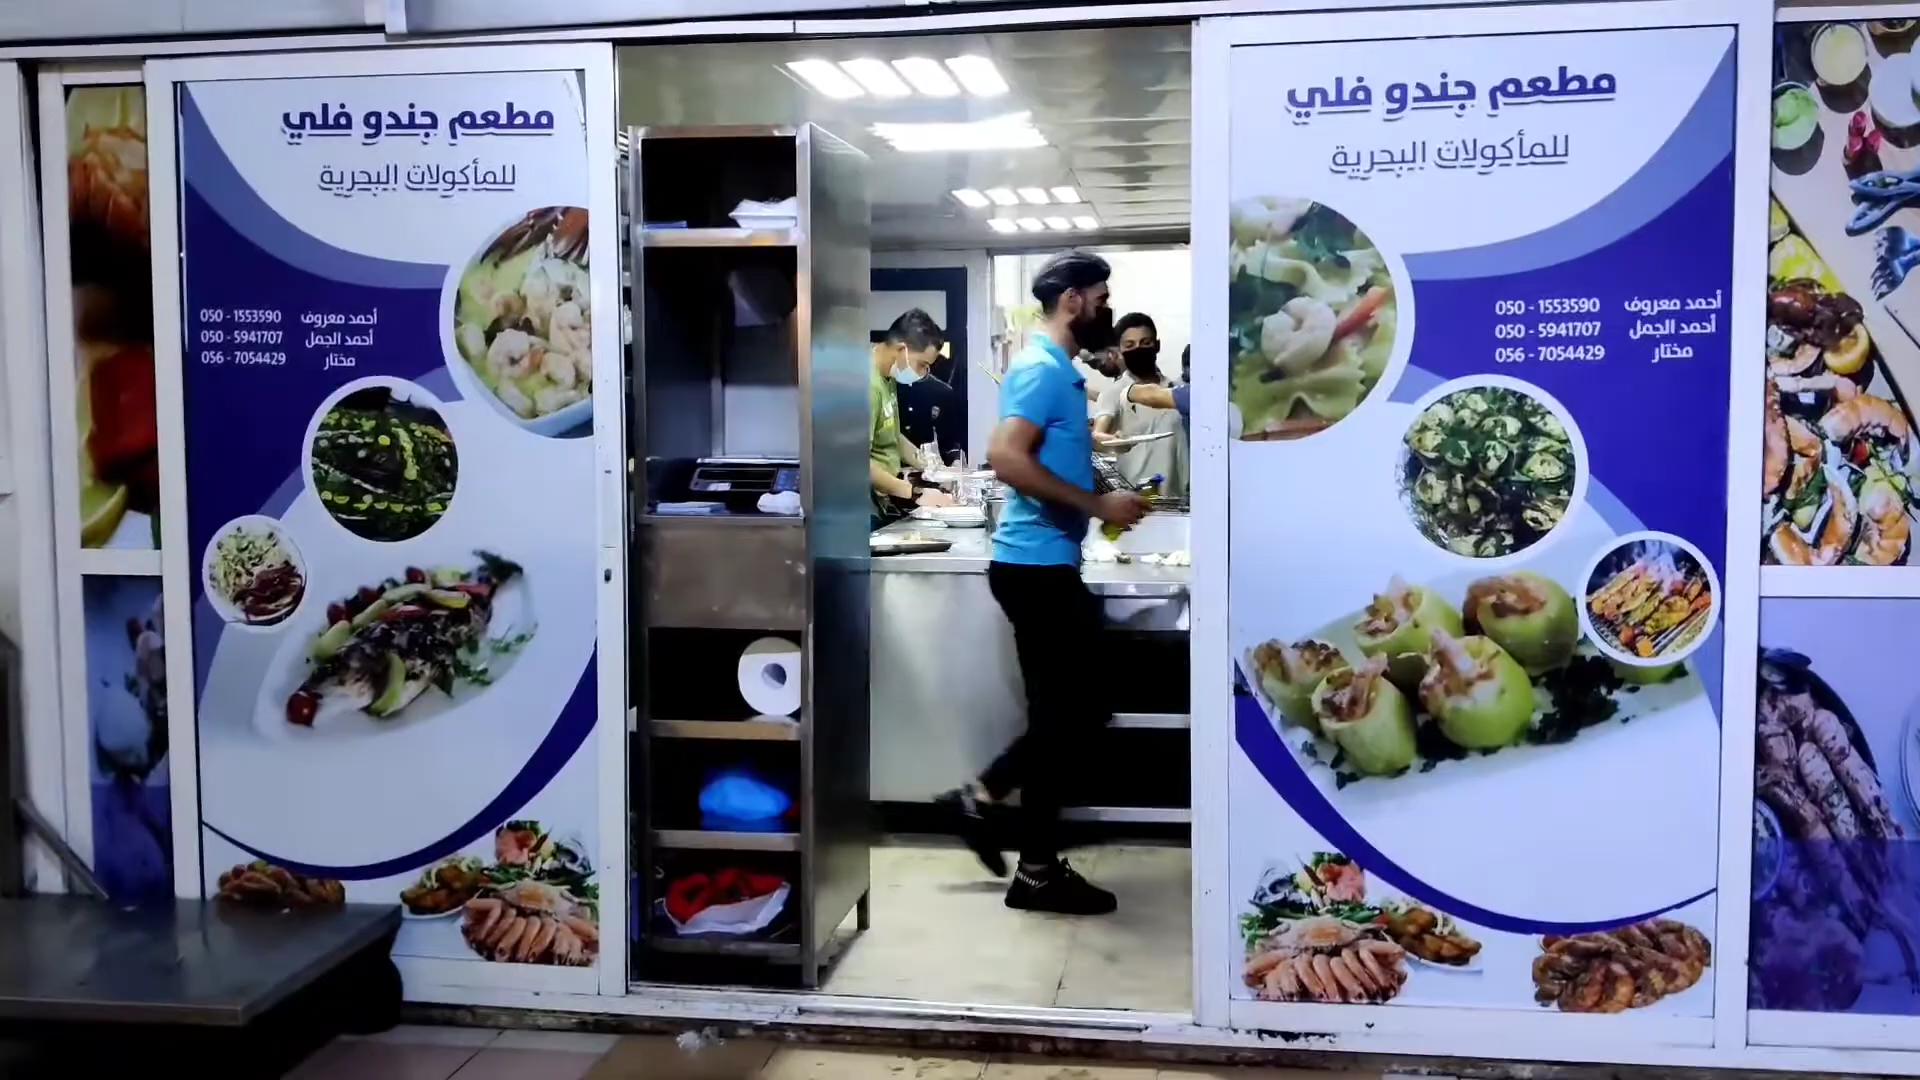 مطعم جندو فلي
للمأكولات البحرية
أحمد معروف 050 - 1553590
أحمد الجمل 050 - 5941707
مختار 056 - 7054429
مطعم جندو فلي
للمأكولات البحرية
أحمد معروف 050 - 1553590
أحمد الجمل 050 - 5941707
مختار 056 - 7054429